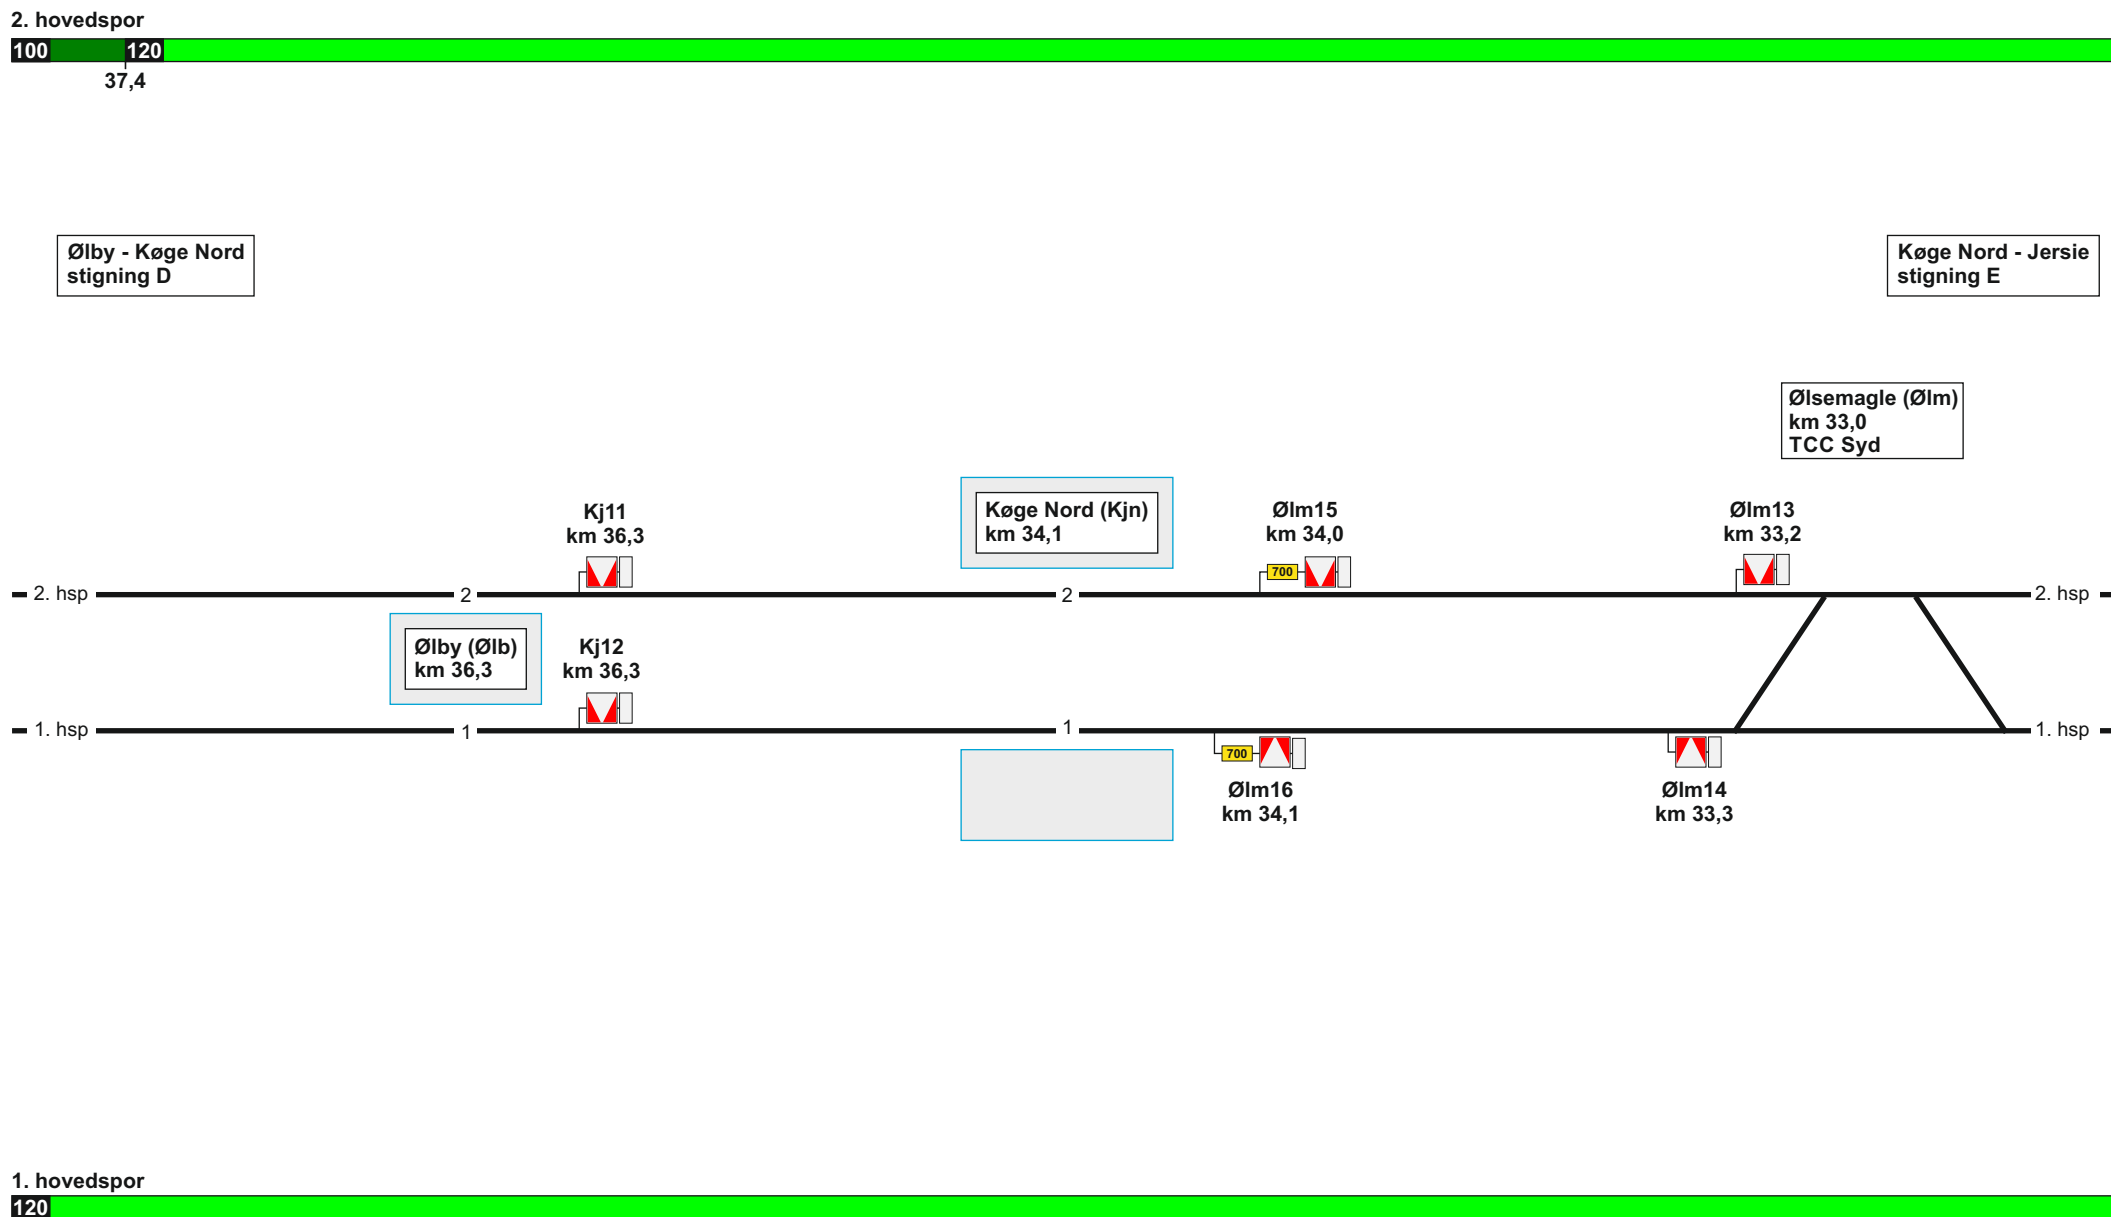 2. hovedspor
100 120
37,4
Ølby - Køge Nord
stigning D
Køge Nord - Jersie
stigning E
Ølsemagle (Ølm)
km 33,0
TCC Syd
Kj11
km 36,3
Køge Nord (Kjn)
km 34,1
Ølm15
km 34,0
700
Ølm13
km 33,2
2. hsp 2 2 2. hsp
Ølby (Ølb)
km 36,3
Kj12
km 36,3
1. hsp 1 1 1. hsp
700
Ølm16
km 34,1
Ølm14
km 33,3
1. hovedspor
120